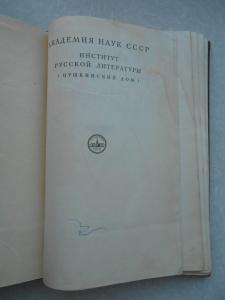 АКАДЕМИЯ НАУК СССР
ИНСТИТУТ
РУССКОЙ ЛИТЕРАТУРЫ
(ПУШКИНСКИЙ ДОМ)